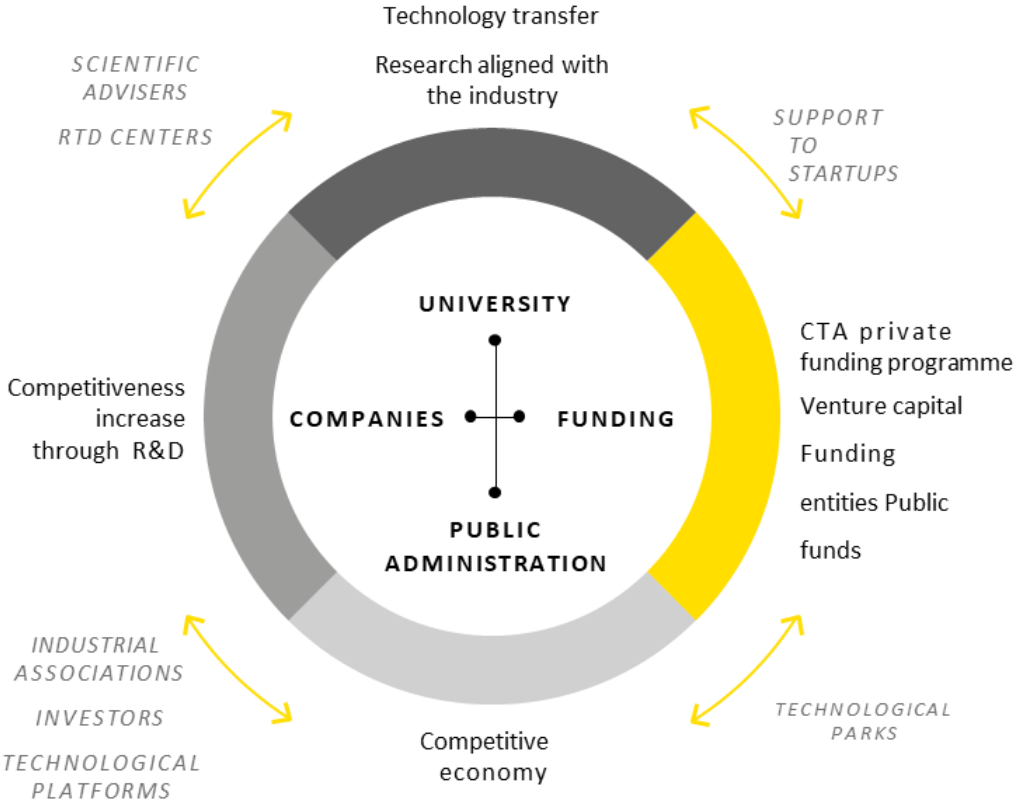 Technology transfer
Research aligned with
the industry
SCIENTIFIC
ADVISERS
RTD CENTERS
SUPPORT
TO
STARTUPS
UNIVERSITY
COMPANIES
FUNDING
PUBLIC
ADMINISTRATION
Competitiveness
increase
through R&D
CTA private
funding programme
Venture capital
Funding
entities Public
funds
INDUSTRIAL
ASSOCIATIONS
INVESTORS
TECHNOLOGICAL
PLATFORMS
Competitive
economy
TECHNOLOGICAL
PARKS